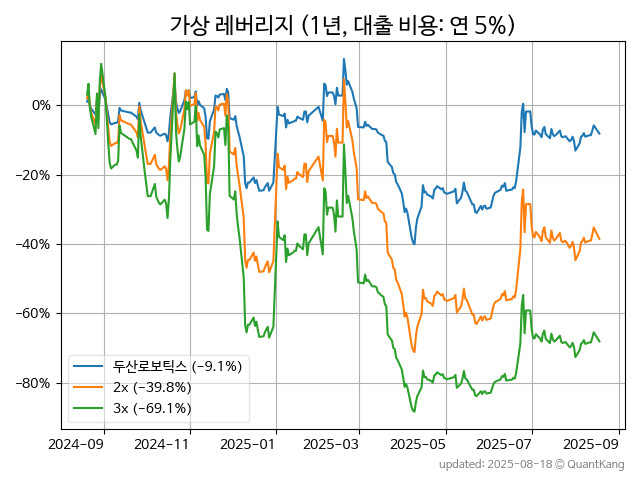 가상 레버리지 (1년, 대출 비용: 연 5%)
0%
−20%
−40%
−60%
−80%
두산로보틱스 (−9.1%)
2x (−39.8%)
3x (−69.1%)
2024-09 2024-11 2025-01 2025-03 2025-05 2025-07 2025-09
updated: 2025-08-18 © QuantKang